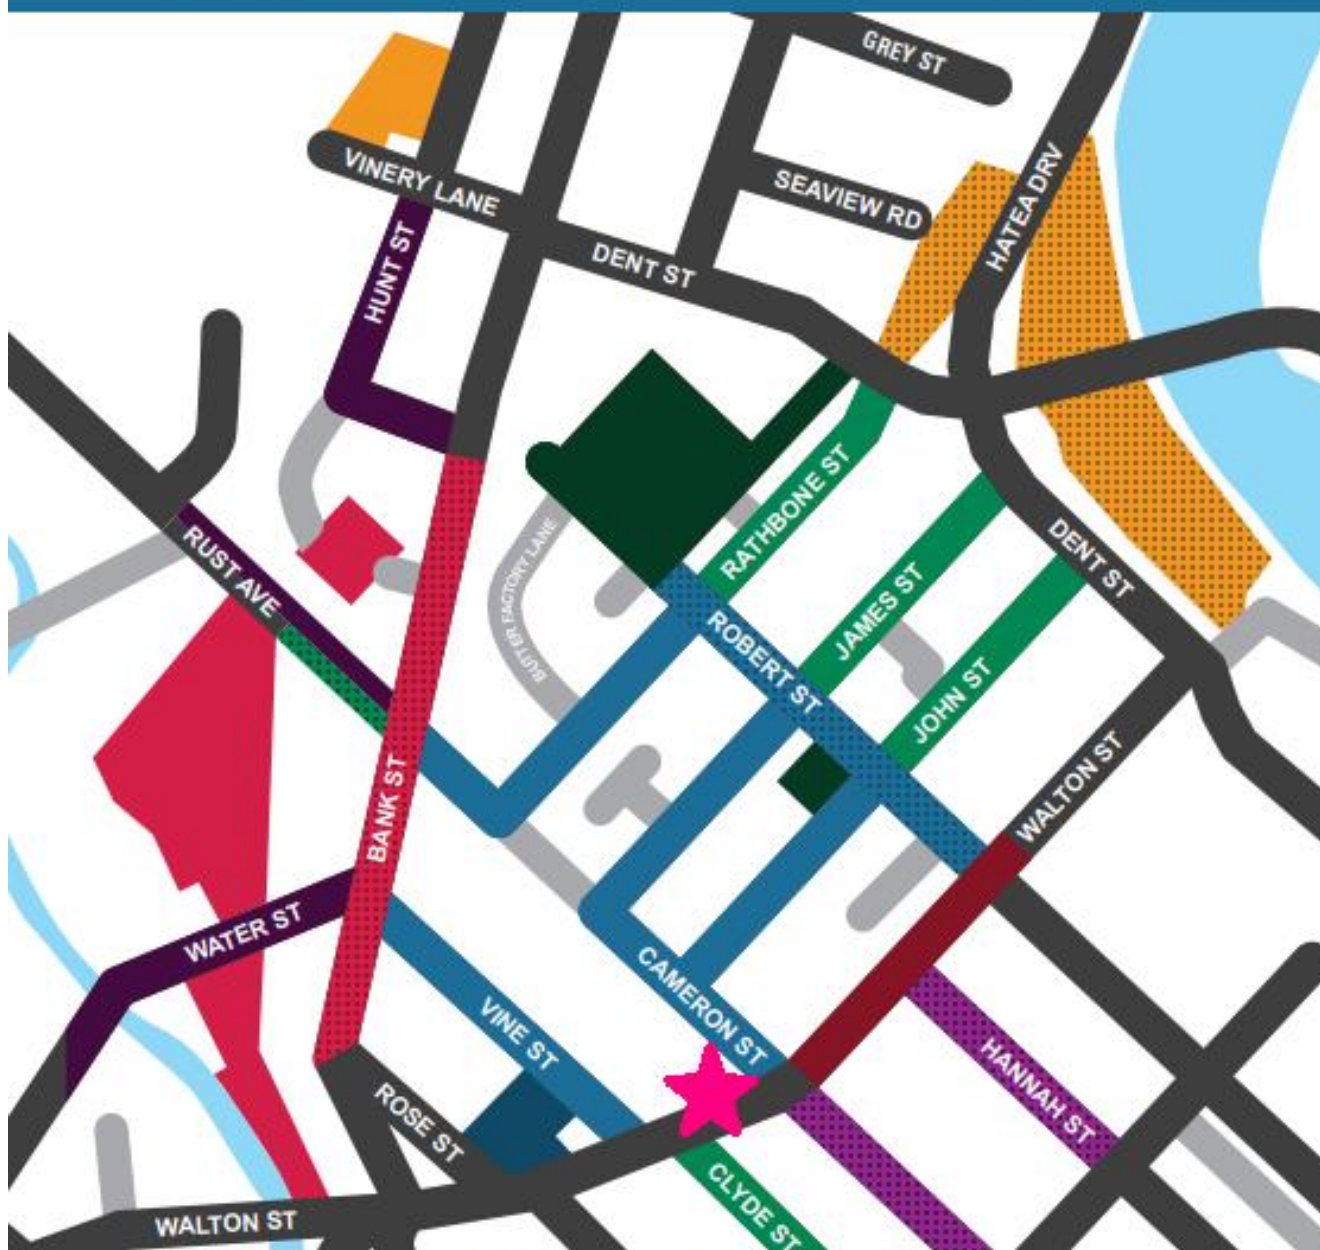 GREY ST
HATEA DRV
VINERY LANE
SEAVIEW RD
HUNT ST
DENT ST
RATHBONE ST
RUST AVE
BUTTER FACTORY LANE
JAMES ST
DENT ST
ROBERT ST
JOHN ST
WALTON ST
BANK ST
WATER ST
CAMERON ST
VINE ST
HANNAH ST
ROSE ST
CLYDE ST
WALTON ST